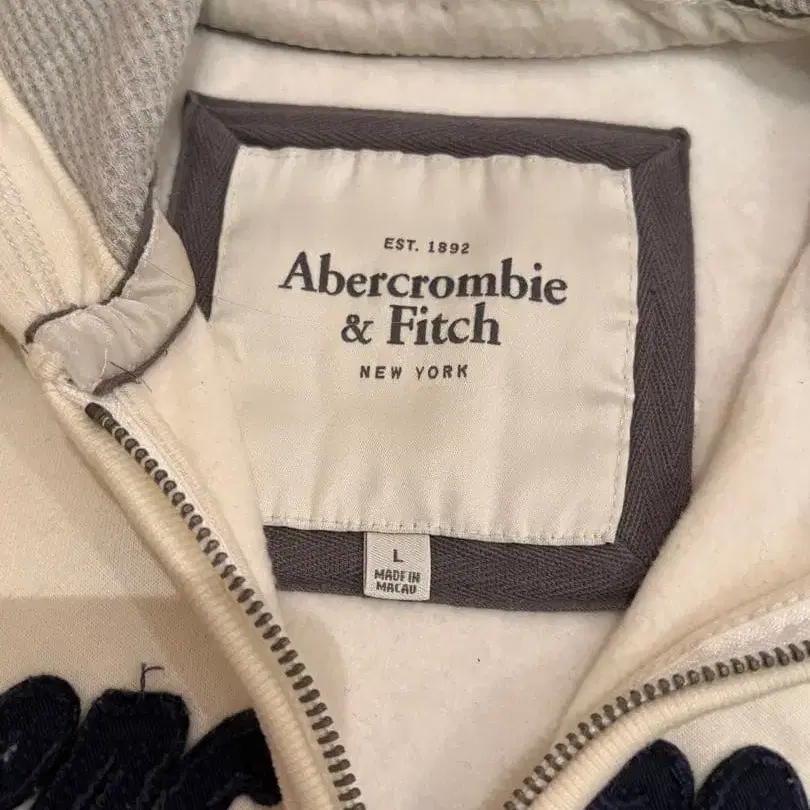 EST. 1892
Abercrombie
& Fitch
NEW YORK
L
MADE IN
MACAU